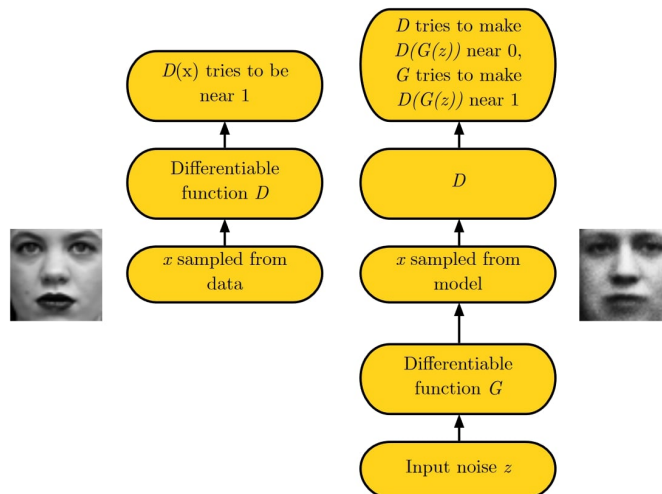 D(x) tries to be
near 1
Differentiable
function D
x sampled from
data
D tries to make
D(G(z)) near 0,
G tries to make
D(G(z)) near 1
D
x sampled from
model
Differentiable
function G
Input noise z